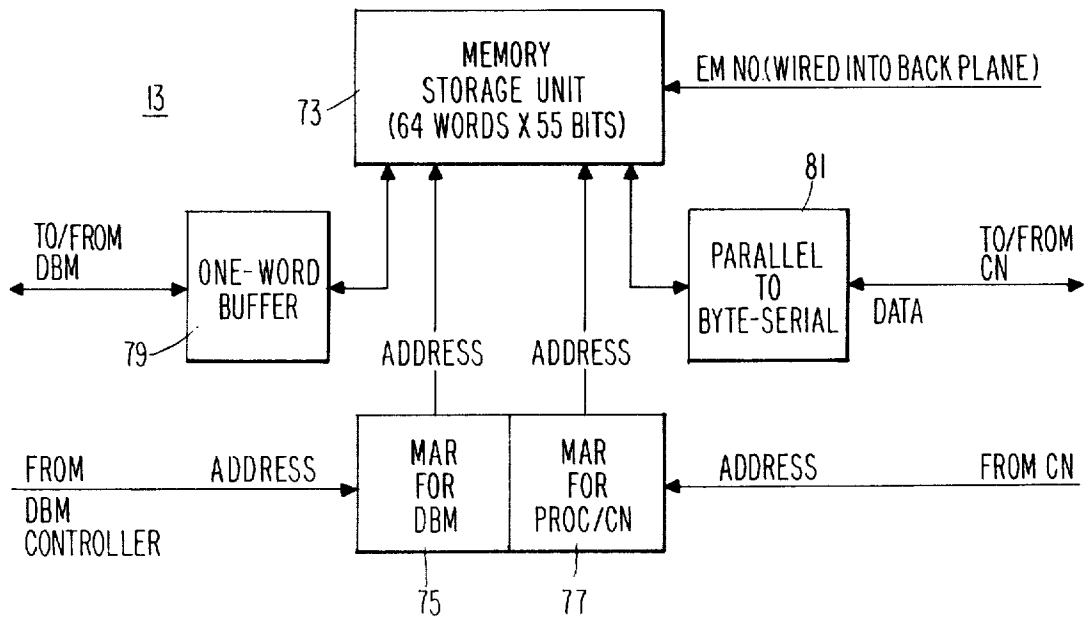 13
MEMORY
STORAGE UNIT
(64 WORDS X 55 BITS)
73
EM NO.(WIRED INTO BACK PLANE)
TO/FROM
DBM
ONE-WORD
BUFFER
79
81
PARALLEL
TO
BYTE-SERIAL
TO/FROM
CN
DATA
ADDRESS
ADDRESS
FROM
DBM
CONTROLLER
ADDRESS
MAR
FOR
DBM
75
MAR
FOR
PROC/CN
77
ADDRESS
FROM CN